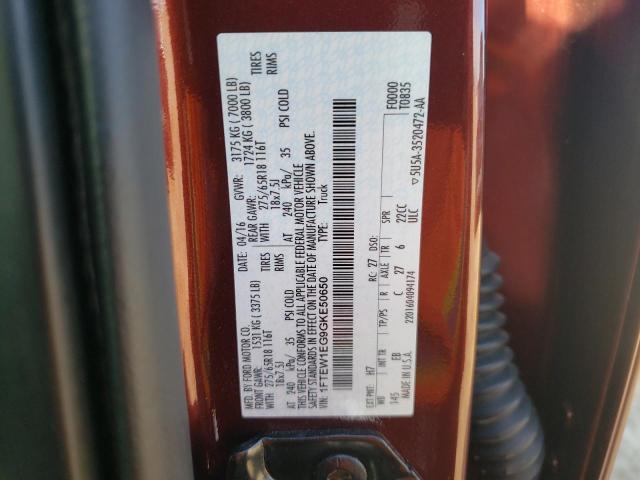 MFD. BY FORD MOTOR CO.
DATE: 04/16 GVWR: 3175 KG ( 7000 LB)
FRONT GAWR: 1531 KG ( 3375 LB) REAR GAWR: 1724 KG ( 3800 LB)
WITH 275/65R18 116T TIRES WITH 275/65R18 116T TIRES
18x7.5J RIMS 18x7.5J RIMS
AT 240 kPa/ 35 PSI COLD AT 240 kPa/ 35 PSI COLD
THIS VEHICLE CONFORMS TO ALL APPLICABLE FEDERAL MOTOR VEHICLE
SAFETY STANDARDS IN EFFECT ON THE DATE OF MANUFACTURE SHOWN ABOVE.
VIN: 1FTEW1EG9GKE50650 TYPE: Truck
F0000
T0835
EXT PNT: H7 RC: 27 DSO:
WB INT TR TP/PS R AXLE TR SPR
145 EB C 27 6 22CC
MADE IN U.S.A. 2201604094174 ULC
▽5U5A-3520472-AA